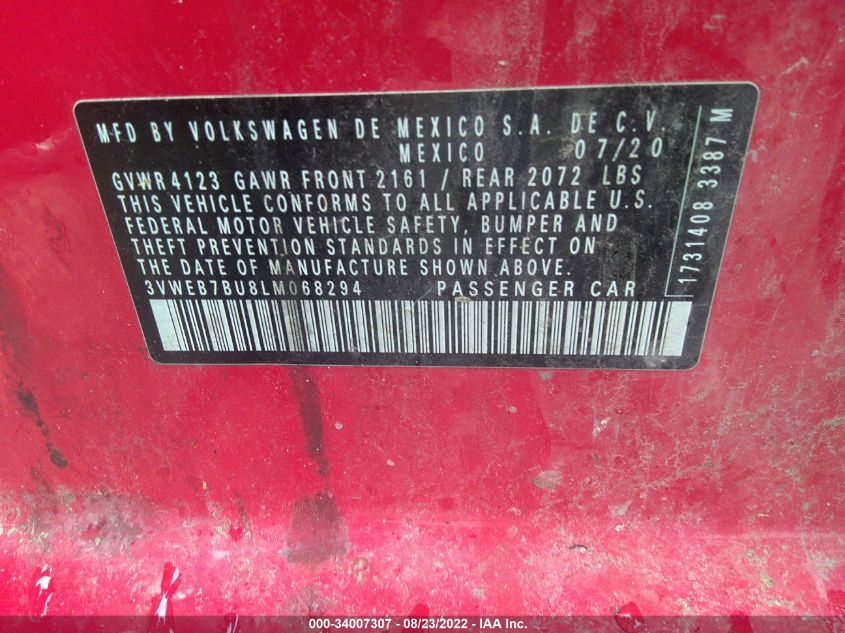 MFD BY VOLKSWAGEN DE MEXICO S.A. DE C.V.
MEXICO 07/20
GVWR 4123 GAWR FRONT 2161 / REAR 2072 LBS
THIS VEHICLE CONFORMS TO ALL APPLICABLE U.S.
FEDERAL MOTOR VEHICLE SAFETY, BUMPER AND
THEFT PREVENTION STANDARDS IN EFFECT ON
THE DATE OF MANUFACTURE SHOWN ABOVE.
3VWEB7BU8LM068294 PASSENGER CAR
1731408 3387 M
000-34007307 - 08/23/2022 - IAA Inc.